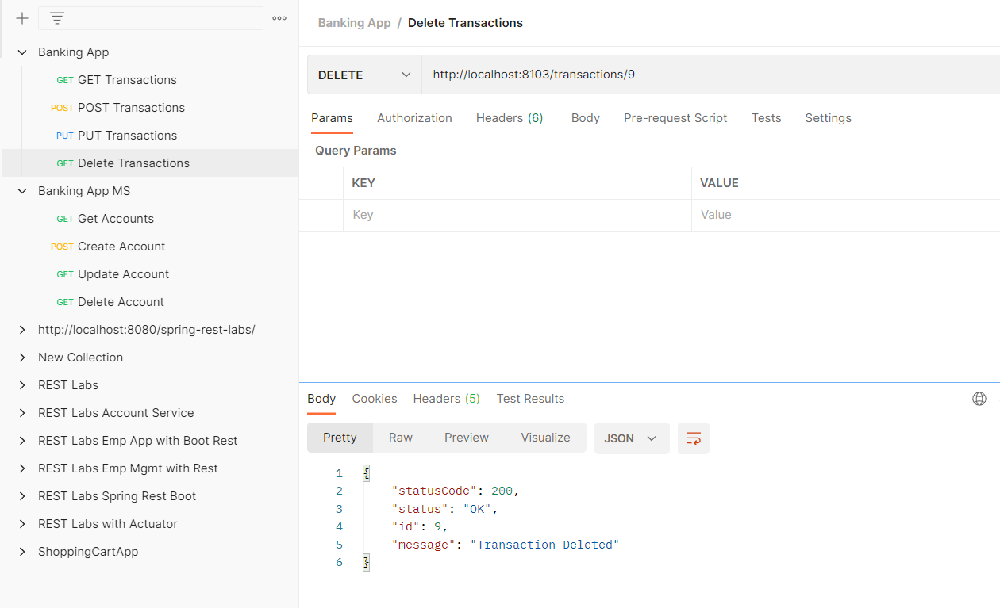 Banking App
GET GET Transactions
POST POST Transactions
PUT PUT Transactions
GET Delete Transactions
Banking App MS
GET Get Accounts
POST Create Account
GET Update Account
GET Delete Account
http://localhost:8080/spring-rest-labs/
New Collection
REST Labs
REST Labs Account Service
REST Labs Emp App with Boot Rest
REST Labs Emp Mgmt with Rest
REST Labs Spring Rest Boot
REST Labs with Actuator
ShoppingCartApp
Banking App / Delete Transactions
DELETE http://localhost:8103/transactions/9
Params Authorization Headers (6) Body Pre-request Script Tests Settings
Query Params
KEY VALUE
Key Value
Body Cookies Headers (5) Test Results
Pretty Raw Preview Visualize JSON
1 {
2 "statusCode": 200,
3 "status": "OK",
4 "id": 9,
5 "message": "Transaction Deleted"
6 }